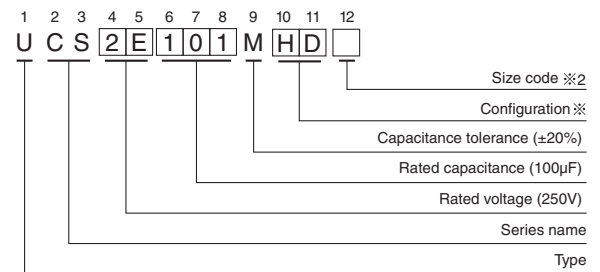 1 2 3 4 5 6 7 8 9 10 11 12
U C S 2 E 1 0 1 M H D
Size code ※2
Configuration ※
Capacitance tolerance (±20%)
Rated capacitance (100µF)
Rated voltage (250V)
Series name
Type